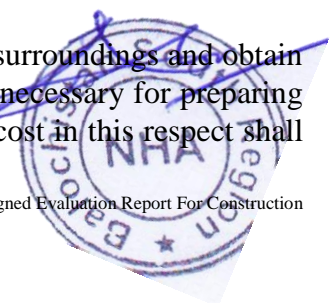 surroundings and obtain
necessary for preparing
cost in this respect shall
NHA
Balochistan South Region
gned Evaluation Report For Construction